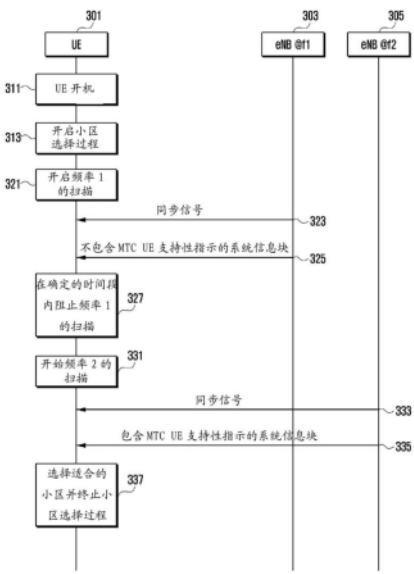 301
303
305
UE
eNB @f1
eNB @f2
311
UE 开机
313
开启小区
选择过程
321
开启频率 1
的扫描
同步信号
323
不包含 MTC UE 支持性指示的系统信息块
325
在确定的时间段
内阻止频率 1
的扫描
327
开始频率 2 的
扫描
331
同步信号
333
包含 MTC UE 支持性指示的系统信息块
335
选择适合的
小区并终止小
区选择过程
337